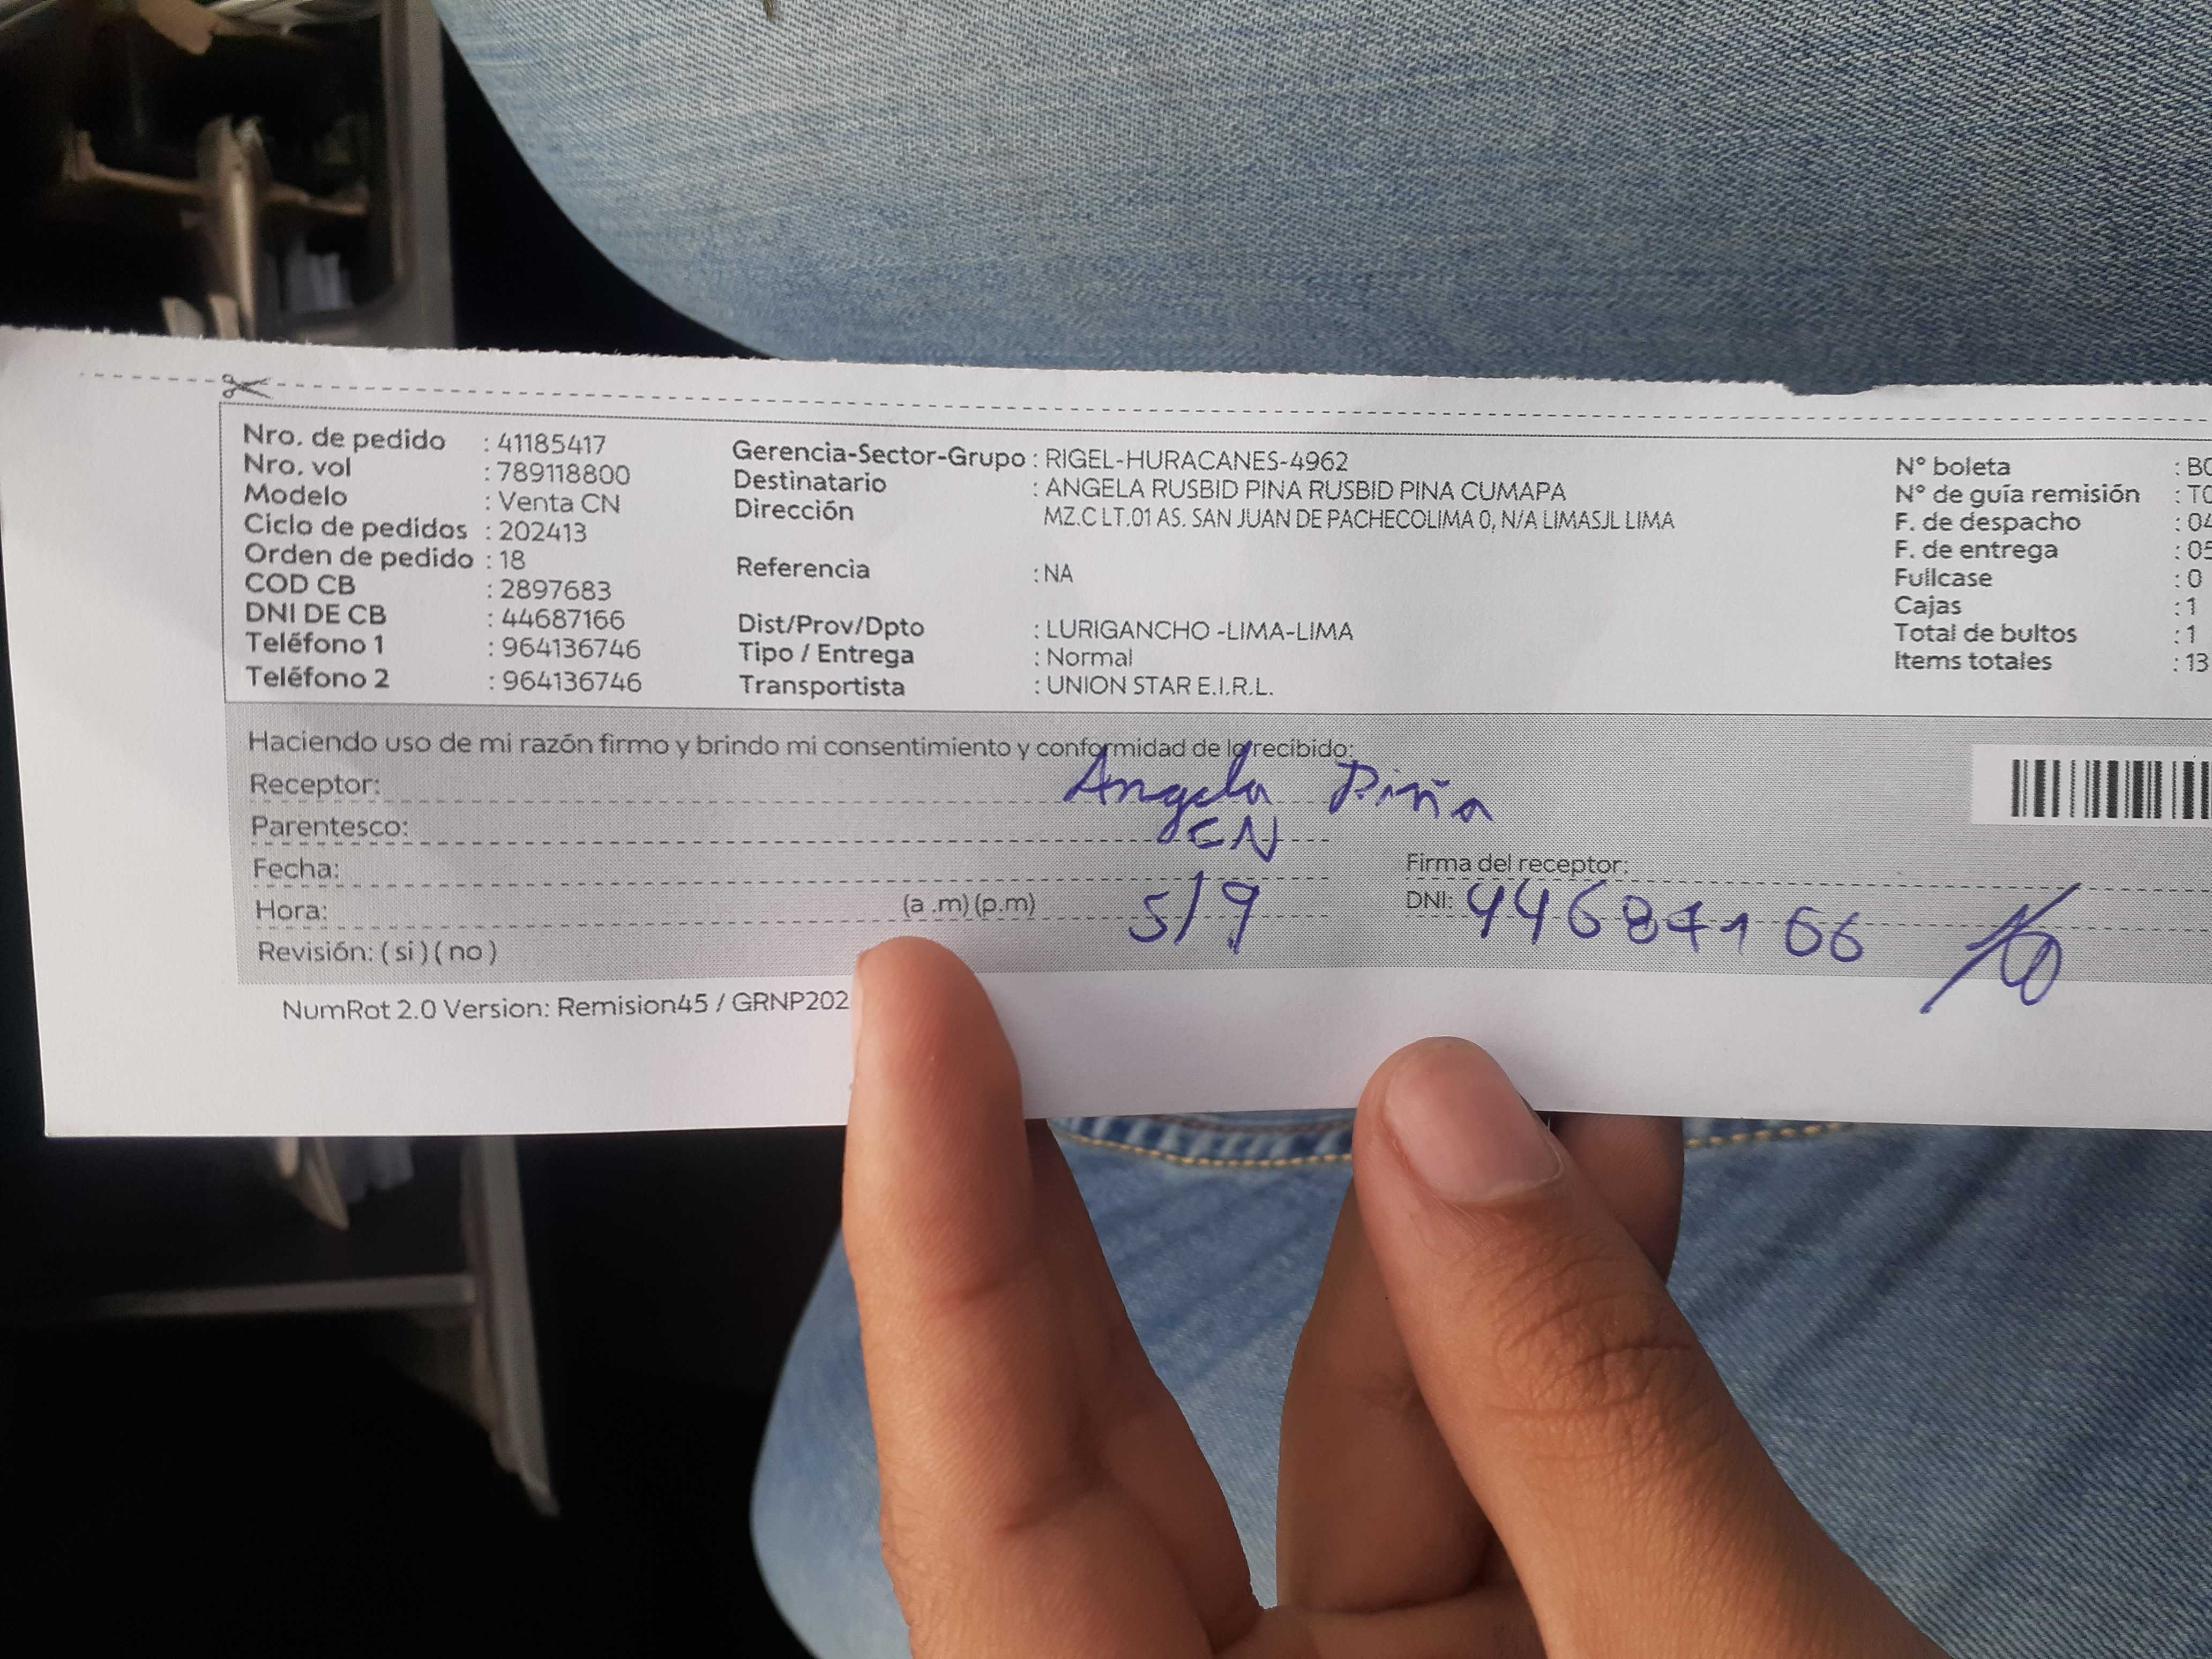 Nro. de pedido : 41185417
Nro. vol : 789118800
Modelo : Venta CN
Ciclo de pedidos : 202413
Orden de pedido : 18
COD CB : 2897683
DNI DE CB : 44687166
Teléfono 1 : 964136746
Teléfono 2 : 964136746
Gerencia-Sector-Grupo : RIGEL-HURACANES-4962
Destinatario : ANGELA RUSBID PINA RUSBID PINA CUMAPA
Dirección MZ.C LT.01 AS. SAN JUAN DE PACHECOLIMA 0, N/A LIMASJL LIMA
Referencia : NA
Dist/Prov/Dpto : LURIGANCHO -LIMA-LIMA
Tipo / Entrega : Normal
Transportista : UNION STAR E.I.R.L.
N° boleta : B0
N° de guía remisión : T0
F. de despacho : 04
F. de entrega : 05
Fullcase : 0
Cajas : 1
Total de bultos : 1
Items totales : 13
Haciendo uso de mi razón firmo y brindo mi consentimiento y conformidad de lo recibido:
Receptor: Angela Piña
Parentesco: CN
Fecha:
Firma del receptor:
Hora: (a .m) (p.m) 5/9
DNI: 44687166
Revisión: ( si ) ( no )
NumRot 2.0 Version: Remision45 / GRNP202